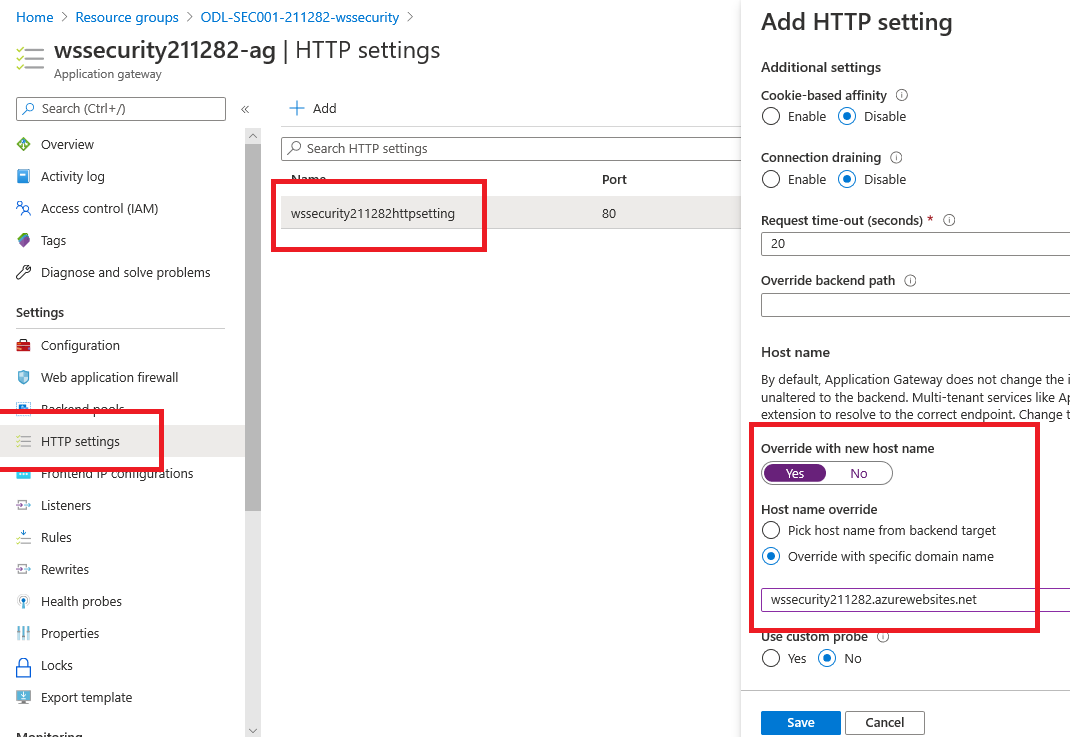 Home > Resource groups > ODL-SEC001-211282-wssecurity >
wssecurity211282-ag | HTTP settings
Application gateway
Search (Ctrl+/)
«
Overview
Activity log
Access control (IAM)
Tags
Diagnose and solve problems
Settings
Configuration
Web application firewall
Backend pools
HTTP settings
Frontend IP configurations
Listeners
Rules
Rewrites
Health probes
Properties
Locks
Export template
Monitoring
Add
Search HTTP settings
Name Port
wssecurity211282httpsetting 80
Add HTTP setting
Additional settings
Cookie-based affinity
Enable Disable
Connection draining
Enable Disable
Request time-out (seconds) *
20
Override backend path
Host name
By default, Application Gateway does not change the i
unaltered to the backend. Multi-tenant services like Ap
extension to resolve to the correct endpoint. Change t
Override with new host name
Yes No
Host name override
Pick host name from backend target
Override with specific domain name
wssecurity211282.azurewebsites.net
Use custom probe
Yes No
Save Cancel